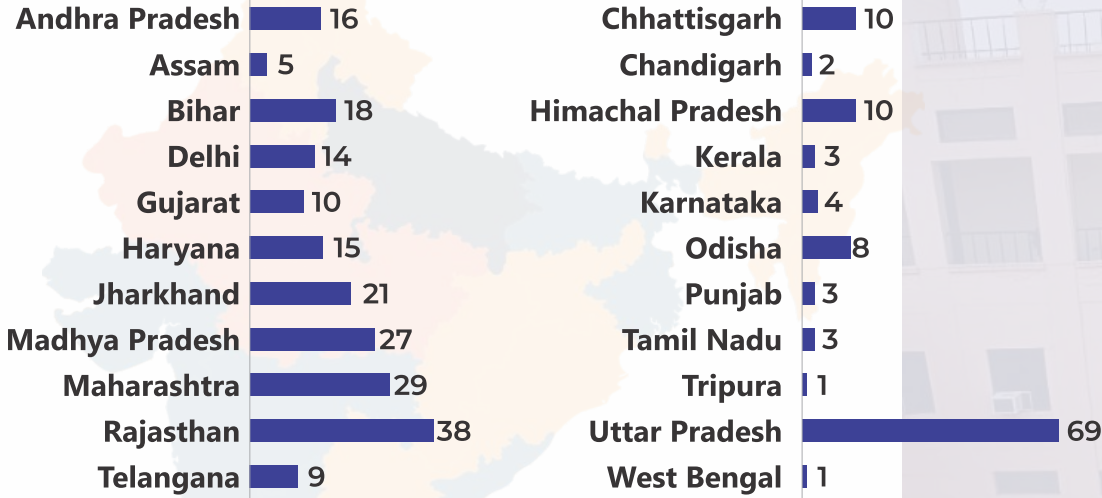 Andhra Pradesh 16
Assam 5
Bihar 18
Delhi 14
Gujarat 10
Haryana 15
Jharkhand 21
Madhya Pradesh 27
Maharashtra 29
Rajasthan 38
Telangana 9
Chhattisgarh 10
Chandigarh 2
Himachal Pradesh 10
Kerala 3
Karnataka 4
Odisha 8
Punjab 3
Tamil Nadu 3
Tripura 1
Uttar Pradesh 69
West Bengal 1